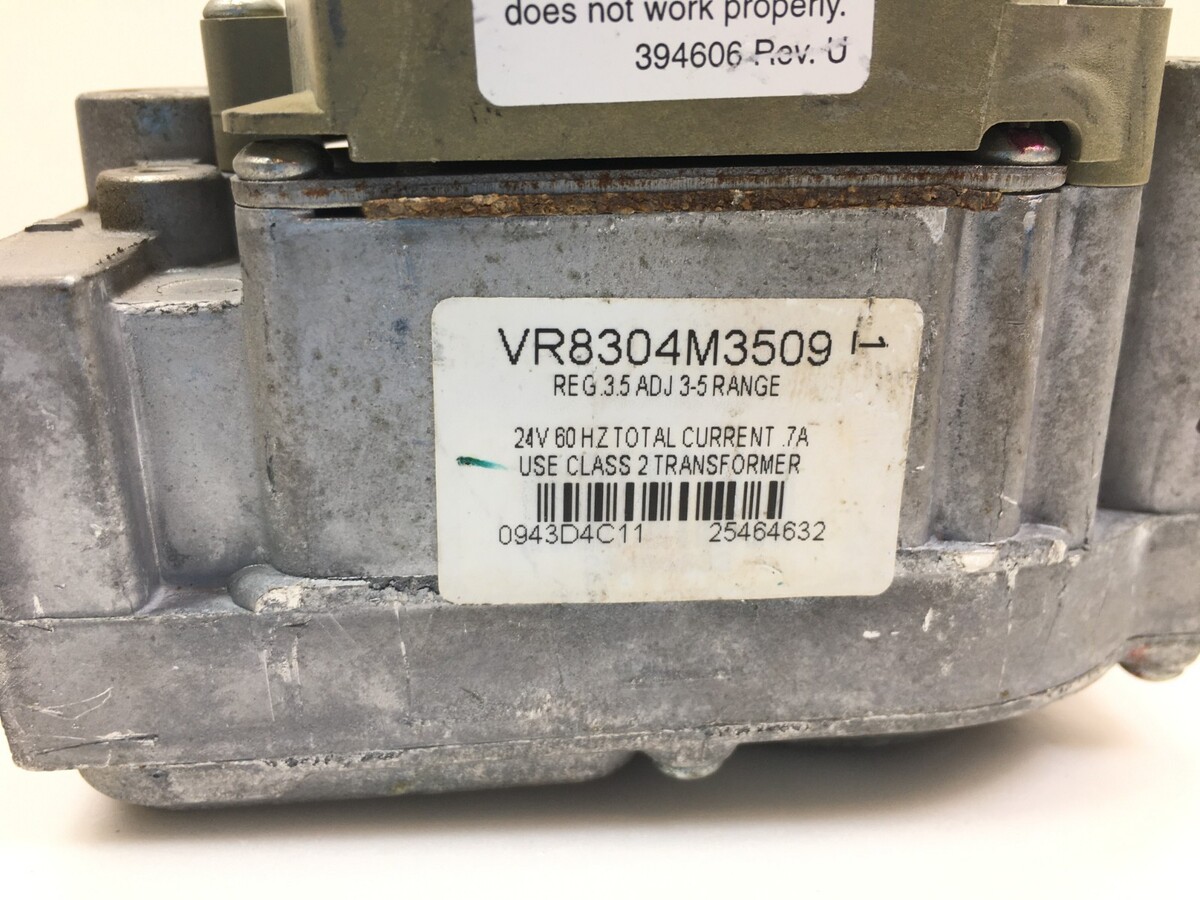 does not work properly.
394606 Rev. U
VR8304M3509
REG.3.5 ADJ 3-5 RANGE
24V 60 HZ TOTAL CURRENT .7A
USE CLASS 2 TRANSFORMER
0943D4C11 25464632